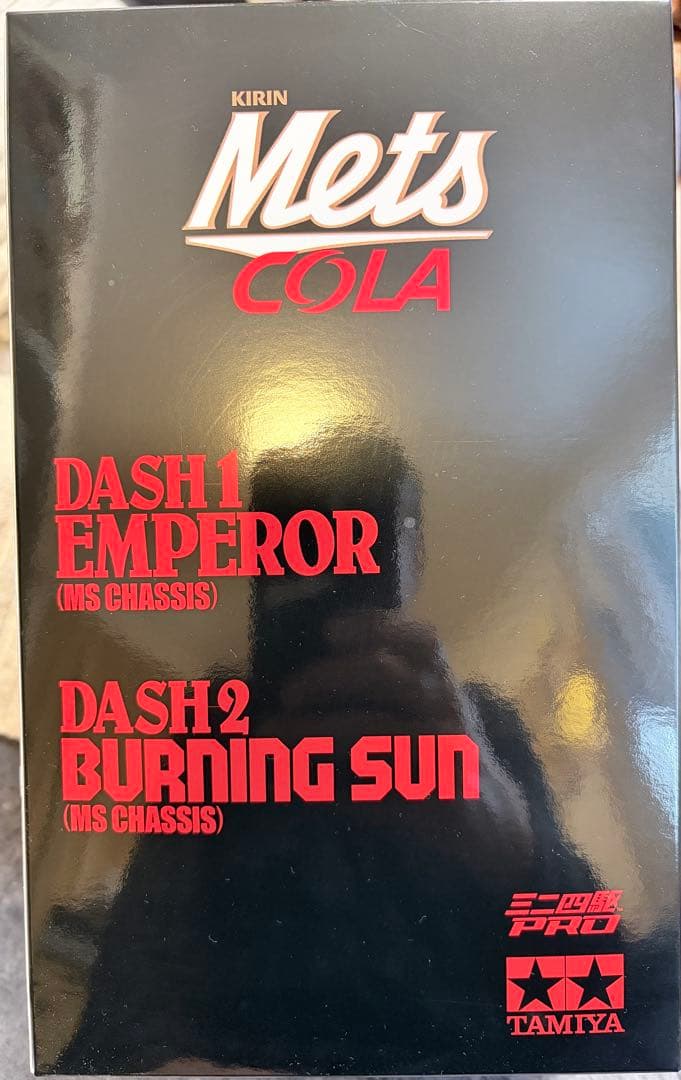 KIRIN
Mets
COLA
DASH 1
EMPEROR
(MS CHASSIS)
DASH 2
BURNING SUN
(MS CHASSIS)
ミニ四駆
PRO
TAMIYA